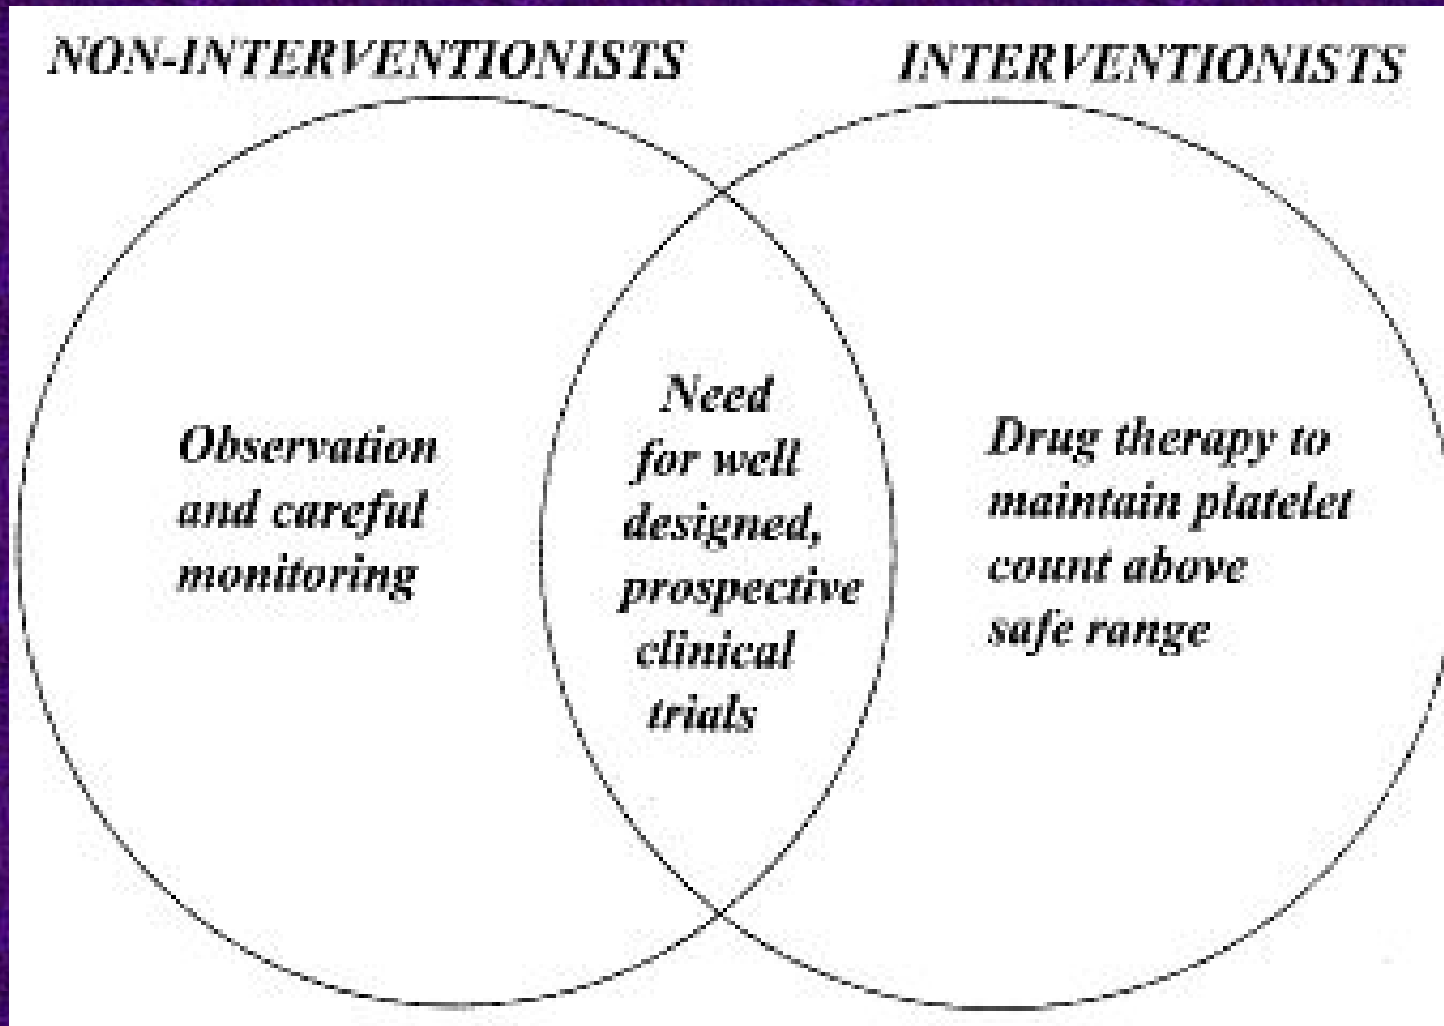 NON-INTERVENTIONISTS
INTERVENTIONISTS
Observation
and careful
monitoring
Need
for well
designed,
prospective
clinical
trials
Drug therapy to
maintain platelet
count above
safe range